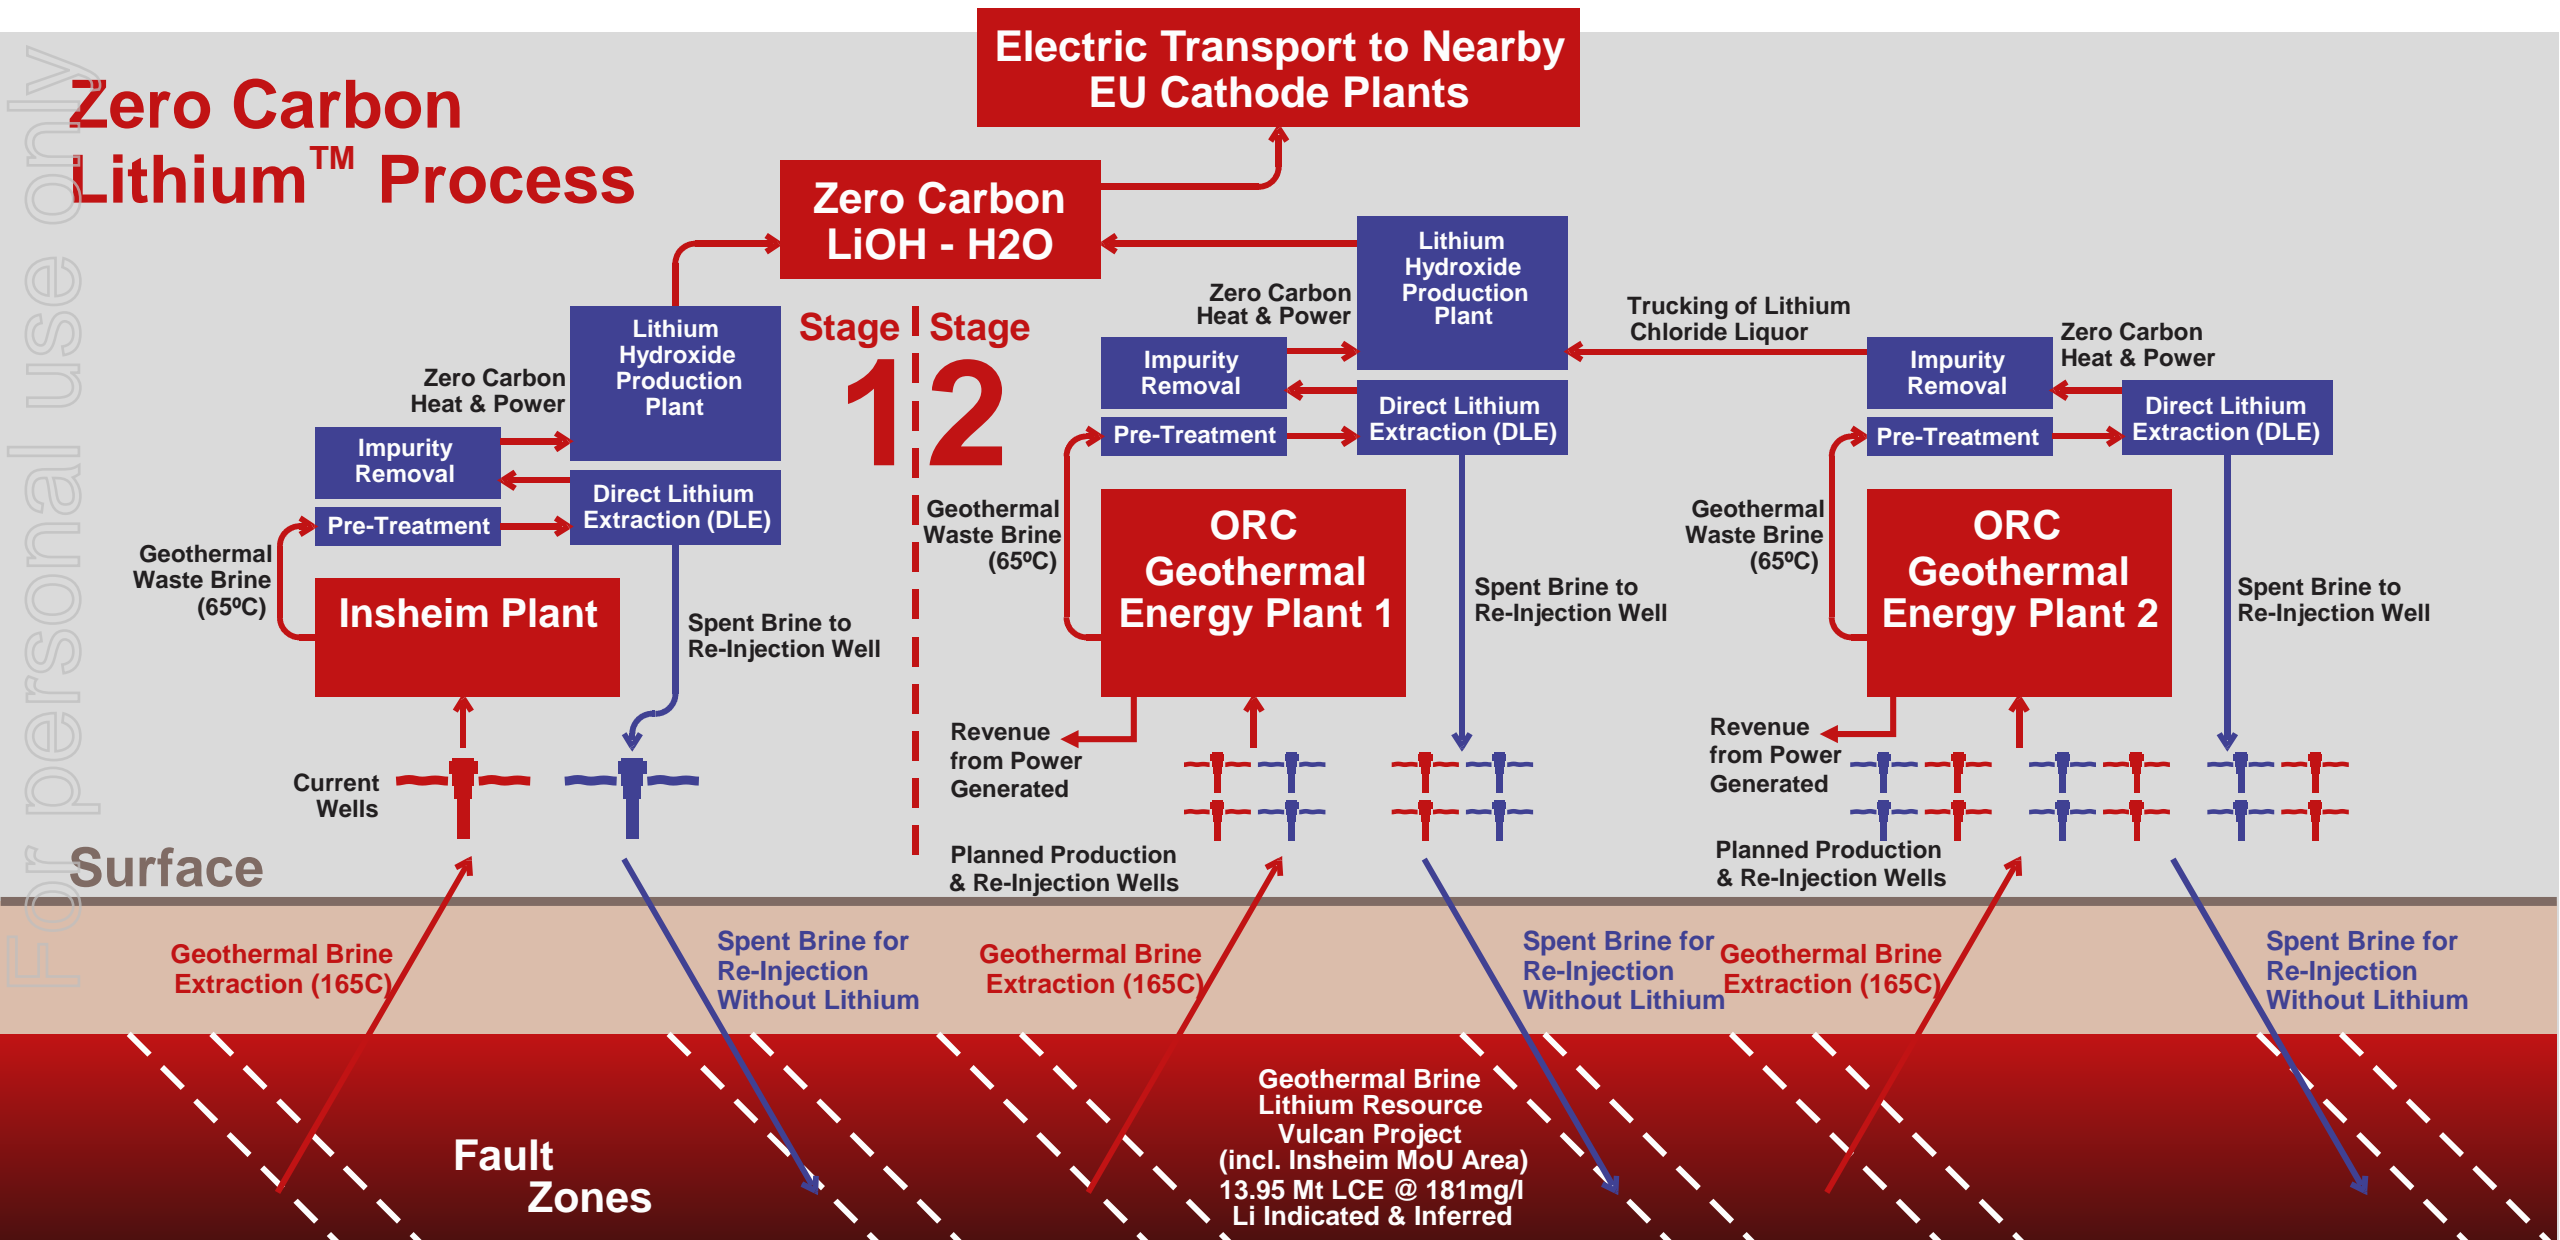 For personal use only
Zero Carbon
Lithium™ Process
Electric Transport to Nearby
EU Cathode Plants
Zero Carbon
LiOH - H2O
Stage
1
Stage
2
Lithium
Hydroxide
Production
Plant
Zero Carbon
Heat & Power
Impurity
Removal
Direct Lithium
Extraction (DLE)
Pre-Treatment
Geothermal
Waste Brine
(65ºC)
Insheim Plant
Spent Brine to
Re-Injection Well
Current
Wells
Lithium
Hydroxide
Production
Plant
Zero Carbon
Heat & Power
Impurity
Removal
Direct Lithium
Extraction (DLE)
Pre-Treatment
Geothermal
Waste Brine
(65ºC)
ORC
Geothermal
Energy Plant 1
Spent Brine to
Re-Injection Well
Revenue
from Power
Generated
Planned Production
& Re-Injection Wells
Trucking of Lithium
Chloride Liquor
Impurity
Removal
Zero Carbon
Heat & Power
Direct Lithium
Extraction (DLE)
Pre-Treatment
Geothermal
Waste Brine
(65ºC)
ORC
Geothermal
Energy Plant 2
Spent Brine to
Re-Injection Well
Revenue
from Power
Generated
Planned Production
& Re-Injection Wells
Surface
Geothermal Brine
Extraction (165C)
Spent Brine for
Re-Injection
Without Lithium
Geothermal Brine
Extraction (165C)
Spent Brine for
Re-Injection
Without Lithium
Geothermal Brine
Extraction (165C)
Spent Brine for
Re-Injection
Without Lithium
Fault
Zones
Geothermal Brine
Lithium Resource
Vulcan Project
(incl. Insheim MoU Area)
13.95 Mt LCE @ 181mg/l
Li Indicated & Inferred